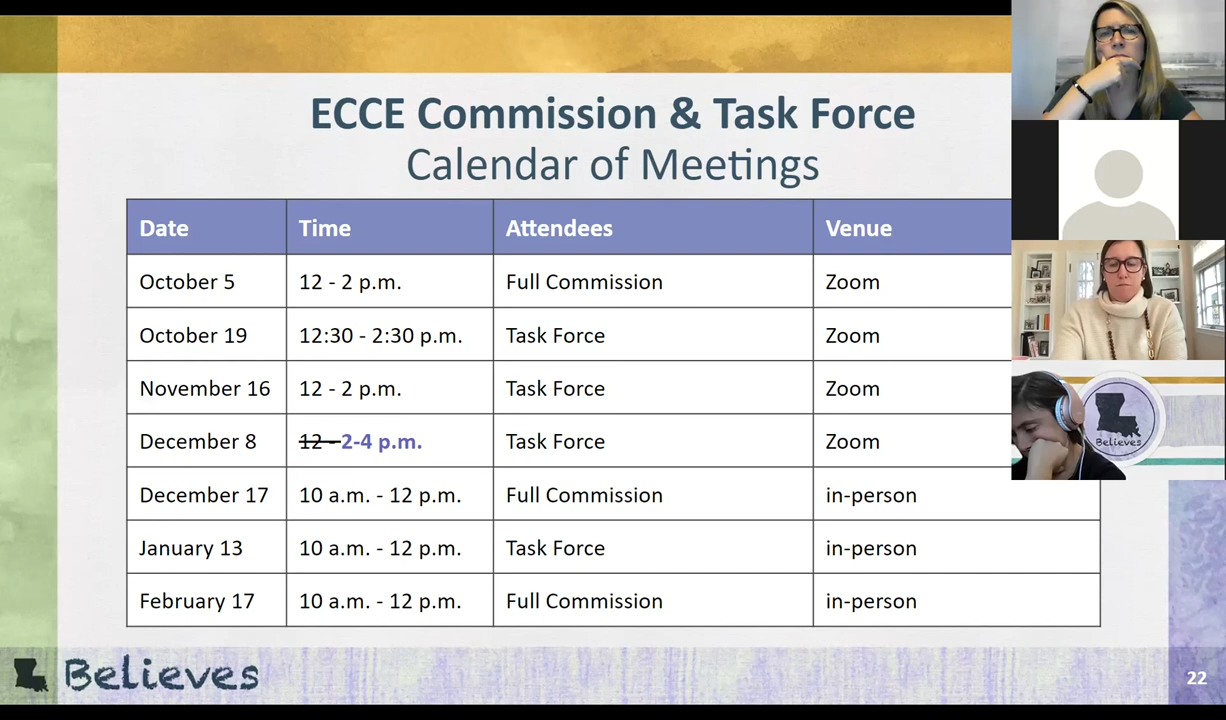 ECCE Commission & Task Force
Calendar of Meetings
Date Time Attendees Venue
October 5 12 - 2 p.m. Full Commission Zoom
October 19 12:30 - 2:30 p.m. Task Force Zoom
November 16 12 - 2 p.m. Task Force Zoom
December 8 12 - 2-4 p.m. Task Force Zoom
December 17 10 a.m. - 12 p.m. Full Commission in-person
January 13 10 a.m. - 12 p.m. Task Force in-person
February 17 10 a.m. - 12 p.m. Full Commission in-person
Believes
22
Believes